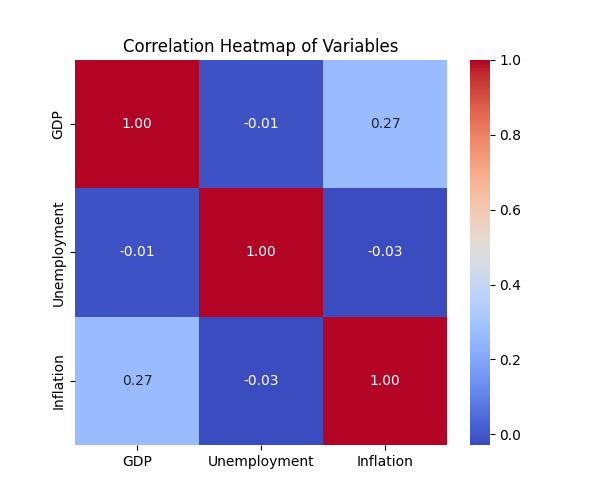 Correlation Heatmap of Variables
GDP
1.00
-0.01
0.27
Unemployment
-0.01
1.00
-0.03
Inflation
0.27
-0.03
1.00
GDP
Unemployment
Inflation
1.0
0.8
0.6
0.4
0.2
0.0